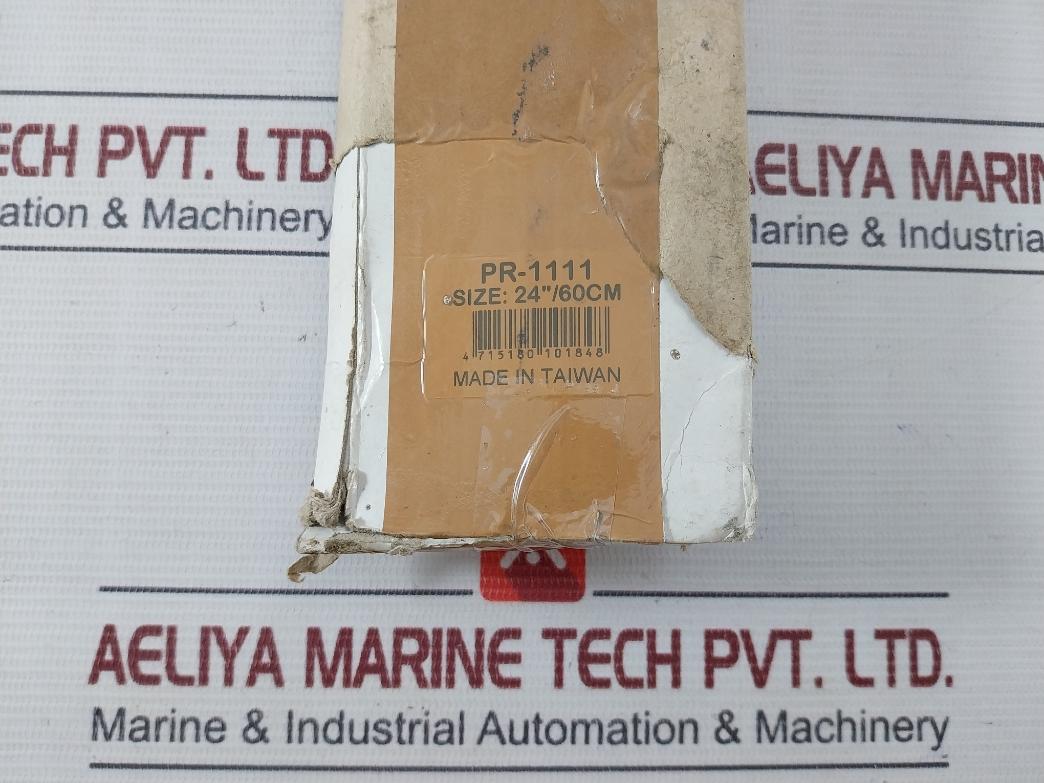 ECH PVT. LTD.
ation & Machinery
AELIYA MARIN
Marine & Industria
PR-1111
SIZE: 24"/60CM
4 715180 101848
MADE IN TAIWAN
AELIYA MARINE TECH PVT. LTD.
Marine & Industrial Automation & Machinery